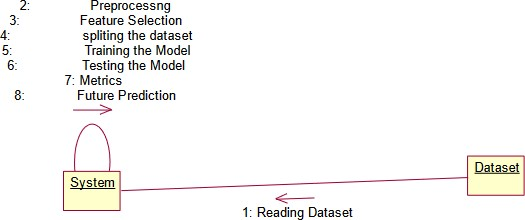 2: Preprocessng
3: Feature Selection
4: spliting the dataset
5: Training the Model
6: Testing the Model
7: Metrics
8: Future Prediction
System
Dataset
1: Reading Dataset